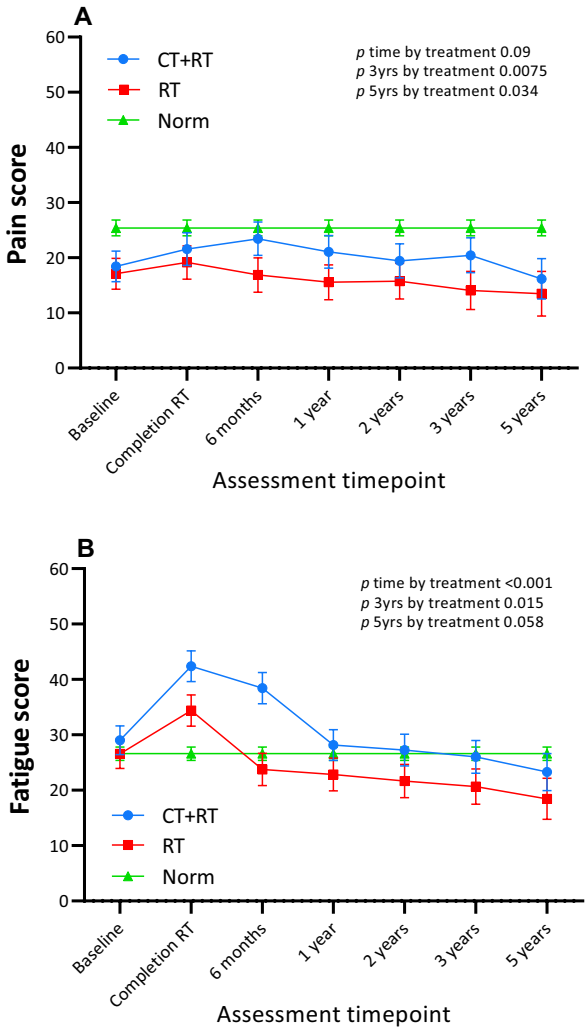 A
60
50
40
30
20
10
0
Pain score
CT+RT
RT
Norm
p time by treatment 0.09
p 3yrs by treatment 0.0075
p 5yrs by treatment 0.034
Baseline
Completion RT
6 months
1 year
2 years
3 years
5 years
Assessment timepoint
B
60
50
40
30
20
10
0
Fatigue score
p time by treatment <0.001
p 3yrs by treatment 0.015
p 5yrs by treatment 0.058
CT+RT
RT
Norm
Baseline
Completion RT
6 months
1 year
2 years
3 years
5 years
Assessment timepoint